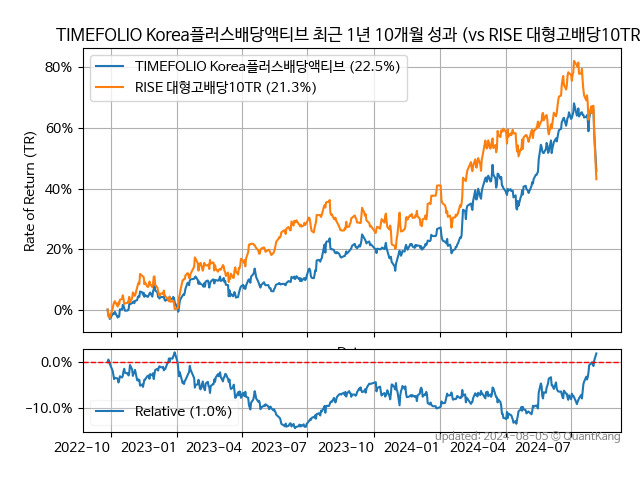 TIMEFOLIO Korea플러스배당액티브 최근 1년 10개월 성과 (vs RISE 대형고배당10TR
TIMEFOLIO Korea플러스배당액티브 (22.5%)
RISE 대형고배당10TR (21.3%)
Rate of Return (TR)
80%
60%
40%
20%
0%
0.0%
−10.0%
Relative (1.0%)
2022-10 2023-01 2023-04 2023-07 2023-10 2024-01 2024-04 2024-07
updated: 2024-08-05 © QuantKang